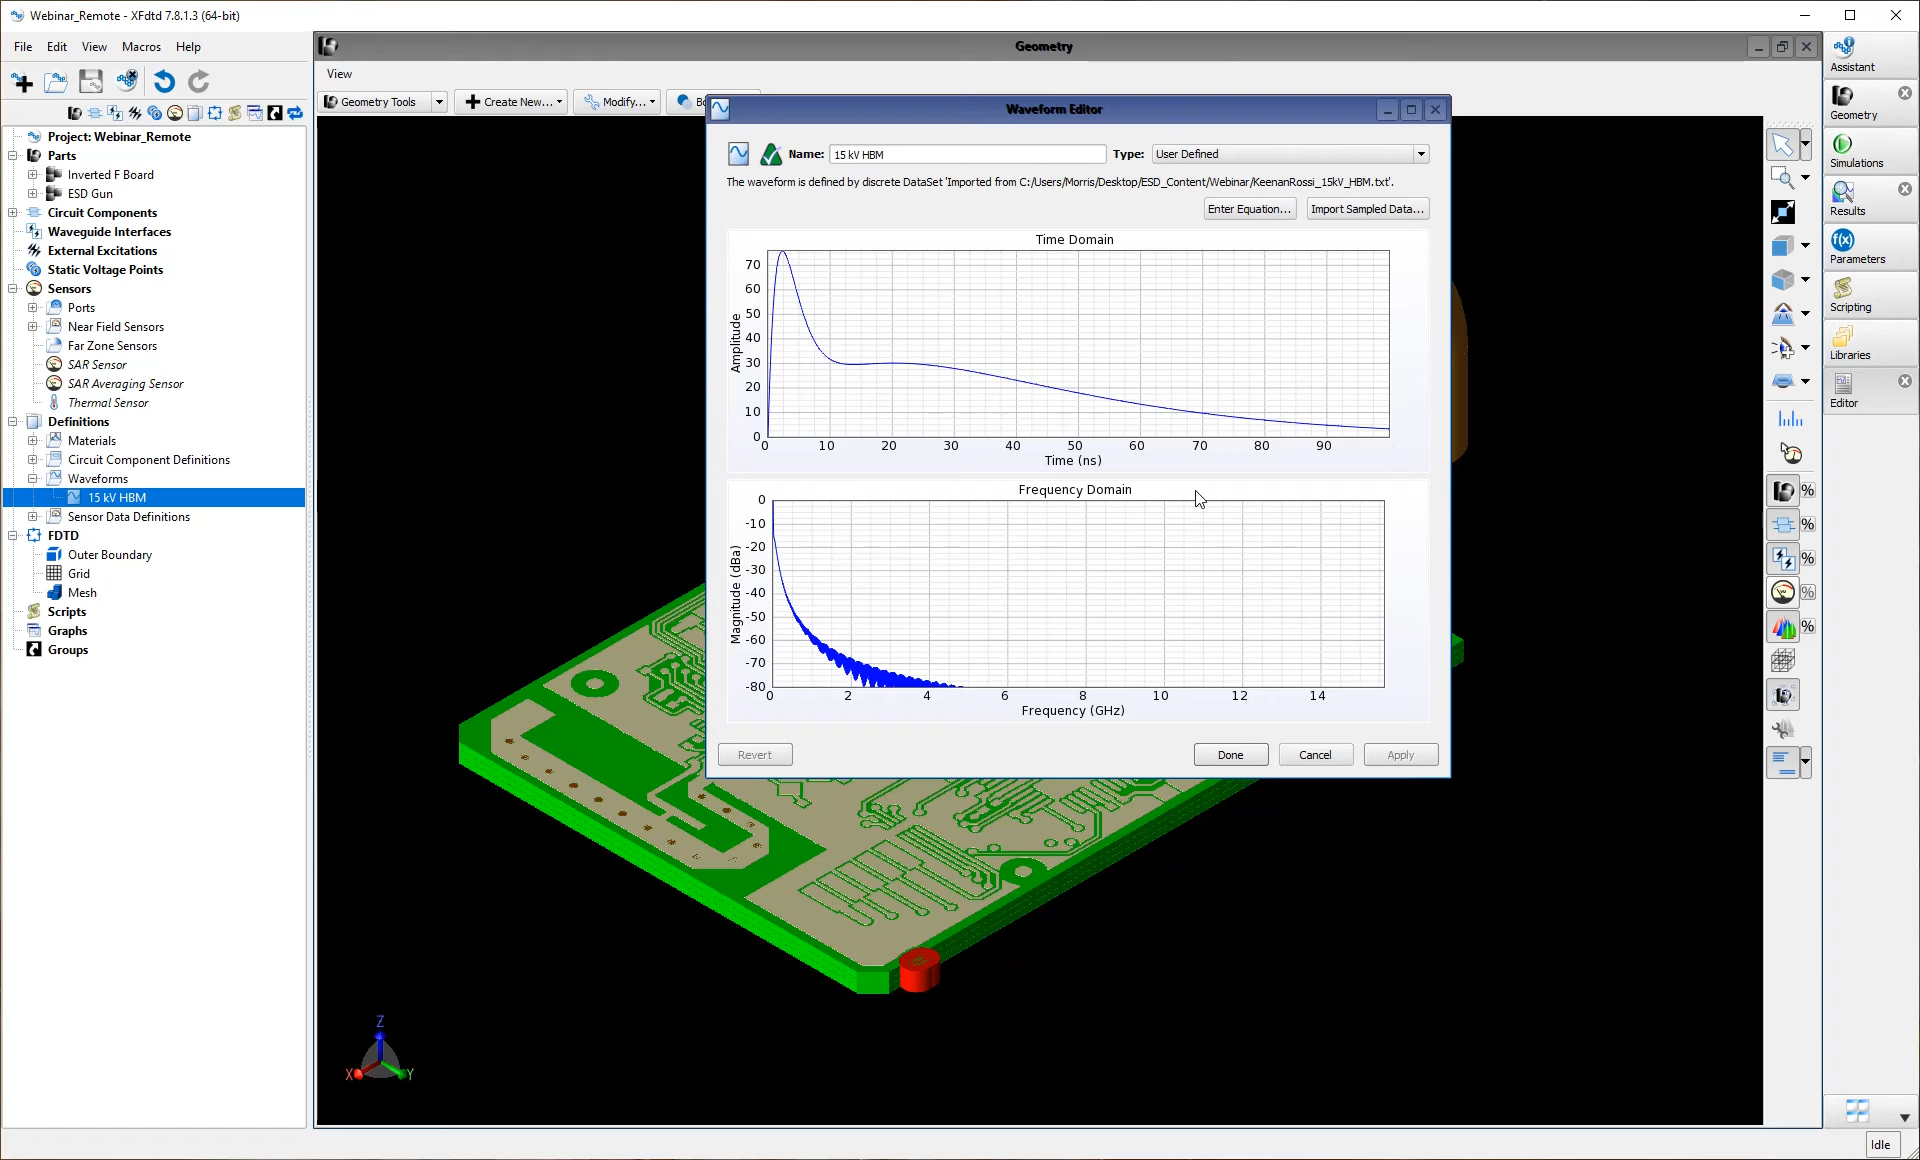 Webinar_Remote - XFdtd 7.8.1.3 (64-bit)
File Edit View Macros Help
Project: Webinar_Remote
Parts
Inverted F Board
ESD Gun
Circuit Components
Waveguide Interfaces
External Excitations
Static Voltage Points
Sensors
Ports
Near Field Sensors
Far Zone Sensors
SAR Sensor
SAR Averaging Sensor
Thermal Sensor
Definitions
Materials
Circuit Component Definitions
Waveforms
15 kV HBM
Sensor Data Definitions
FDTD
Outer Boundary
Grid
Mesh
Scripts
Graphs
Groups
Geometry
View
Geometry Tools Create New... Modify...
Waveform Editor
Name: 15 kV HBM Type: User Defined
The waveform is defined by discrete DataSet 'Imported from C:/Users/Morris/Desktop/ESD_Content/Webinar/KeenanRossi_15kV_HBM.txt'.
Enter Equation... Import Sampled Data...
Time Domain
Amplitude
70
60
50
40
30
20
10
0
0 10 20 30 40 50 60 70 80 90
Time (ns)
Frequency Domain
Magnitude (dBa)
0
-10
-20
-30
-40
-50
-60
-70
-80
0 2 4 6 8 10 12 14
Frequency (GHz)
Revert Done Cancel Apply
Z
X Y
Assistant
Geometry
Simulations
Results
f(x)
Parameters
Scripting
Libraries
Editor
%
%
%
%
%
Idle